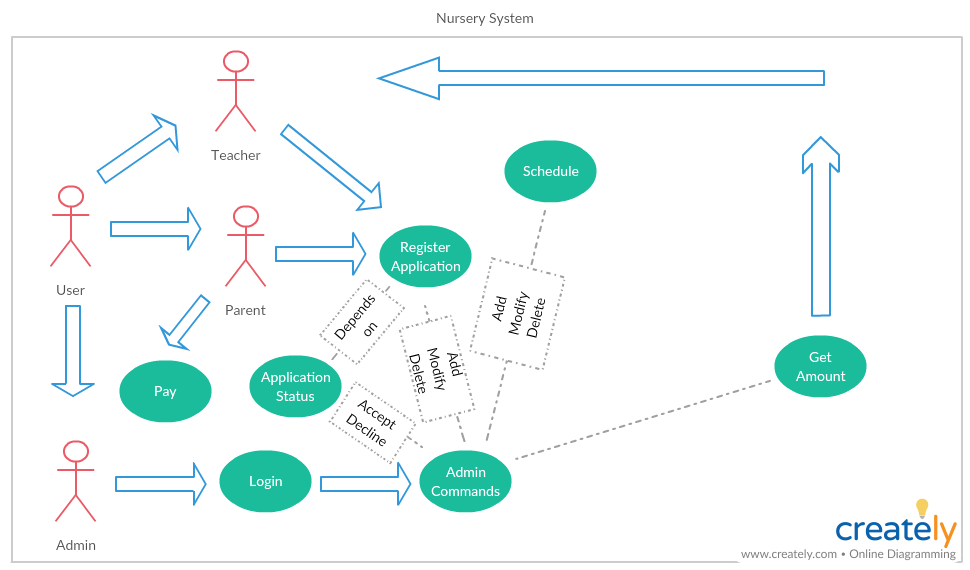 Nursery System
Teacher
Schedule
Register
Application
User
Parent
Depends
on
Add
Modify
Delete
Add
Modify
Delete
Get
Amount
Pay
Application
Status
Accept
Decline
Login
Admin
Commands
Admin
creately
www.creately.com • Online Diagramming